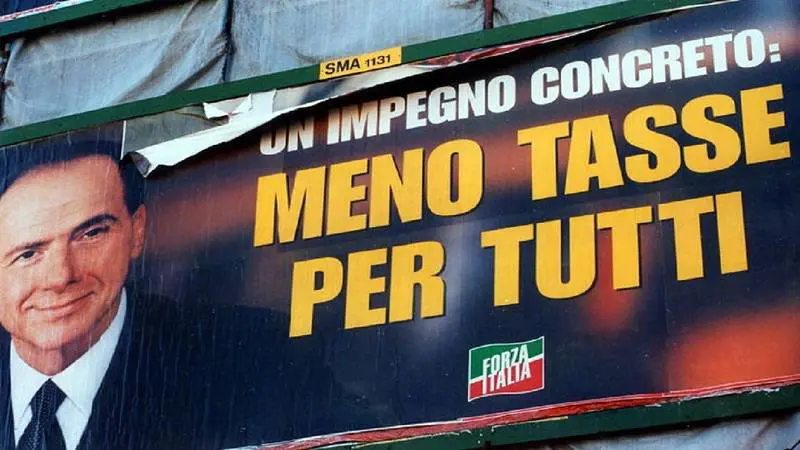 SMA 1131
UN IMPEGNO CONCRETO:
MENO TASSE
PER TUTTI
FORZA
ITALIA